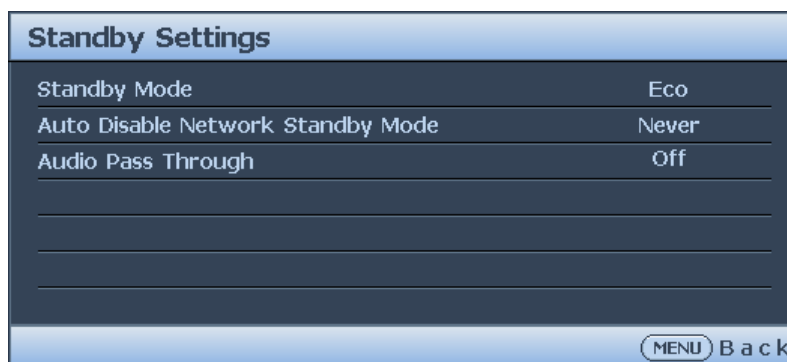 Standby Settings
Standby Mode Eco
Auto Disable Network Standby Mode Never
Audio Pass Through Off
MENU Back